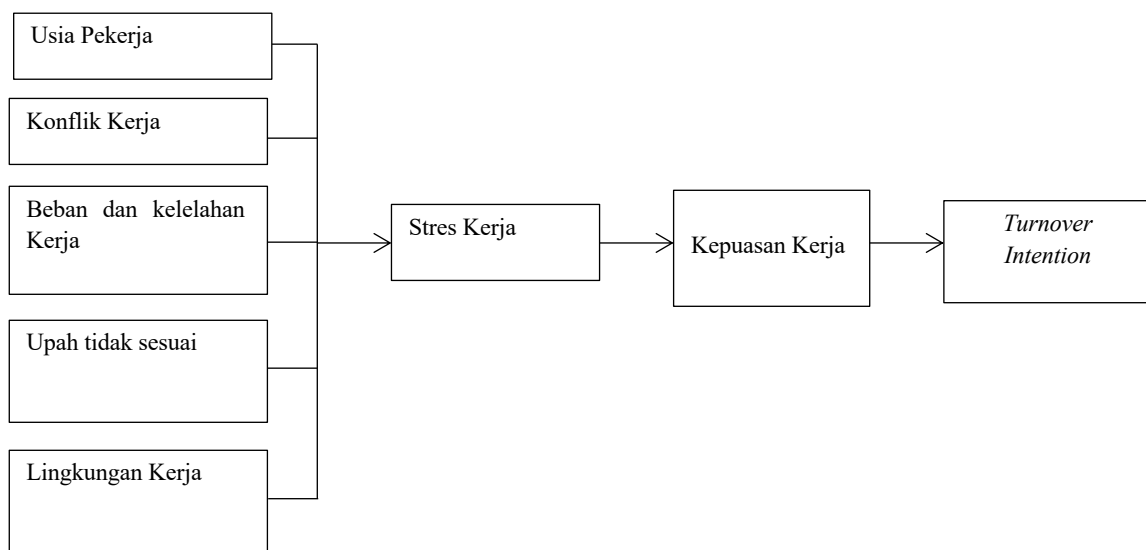 Usia Pekerja
Konflik Kerja
Beban dan kelelahan
Kerja
Upah tidak sesuai
Lingkungan Kerja
Stres Kerja
Kepuasan Kerja
Turnover
Intention